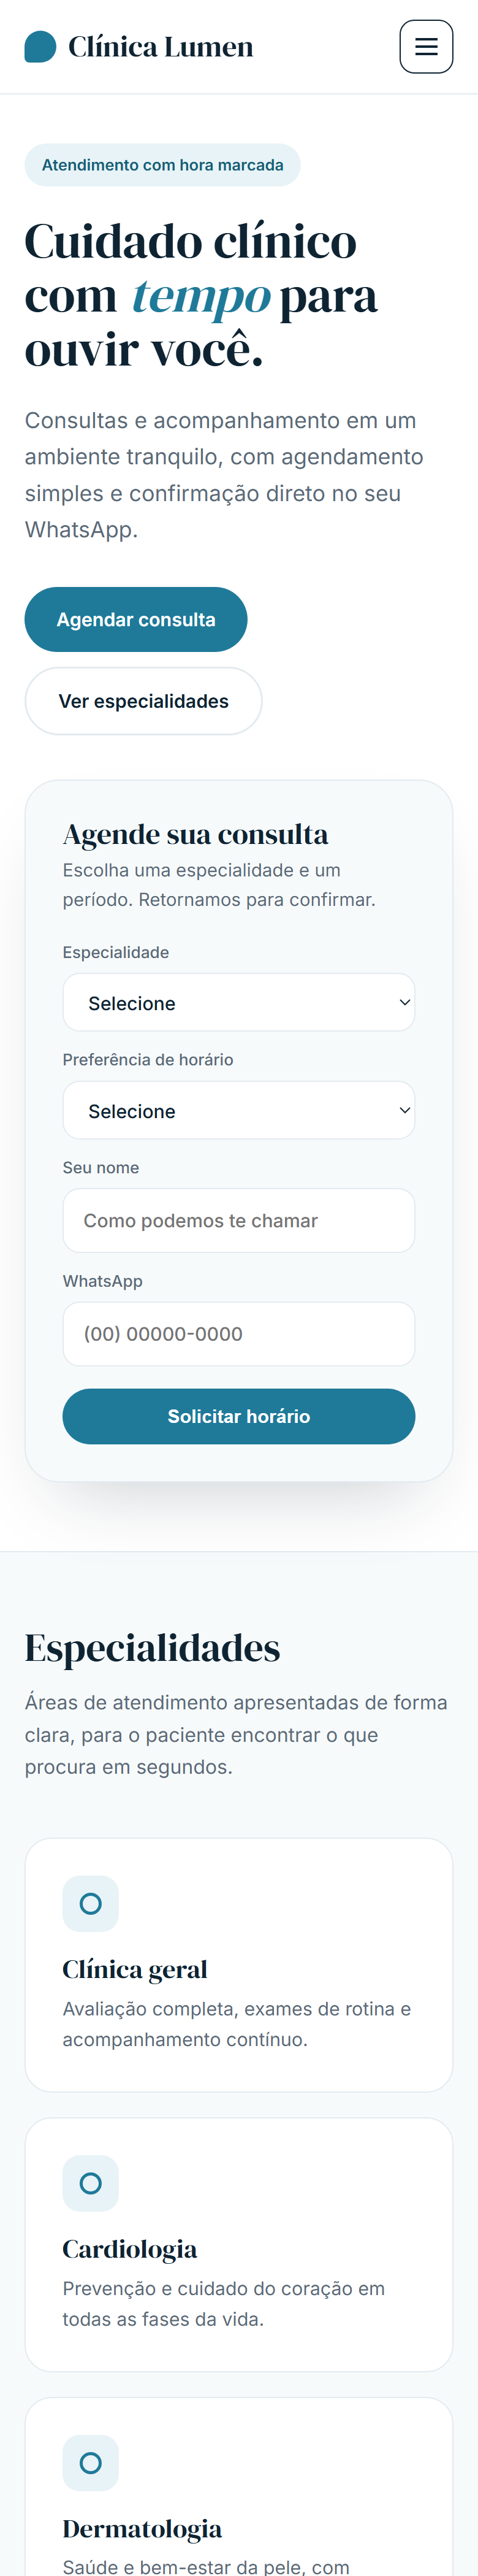 Clínica Lumen
Atendimento com hora marcada
Cuidado clínico
com tempo para
ouvir você.
Consultas e acompanhamento em um
ambiente tranquilo, com agendamento
simples e confirmação direto no seu
WhatsApp.
Agendar consulta
Ver especialidades
Agende sua consulta
Escolha uma especialidade e um
período. Retornamos para confirmar.
Especialidade
Selecione
Preferência de horário
Selecione
Seu nome
Como podemos te chamar
WhatsApp
(00) 00000-0000
Solicitar horário
Especialidades
Áreas de atendimento apresentadas de forma
clara, para o paciente encontrar o que
procura em segundos.
Clínica geral
Avaliação completa, exames de rotina e
acompanhamento contínuo.
Cardiologia
Prevenção e cuidado do coração em
todas as fases da vida.
Dermatologia
Saúde e bem-estar da pele, com